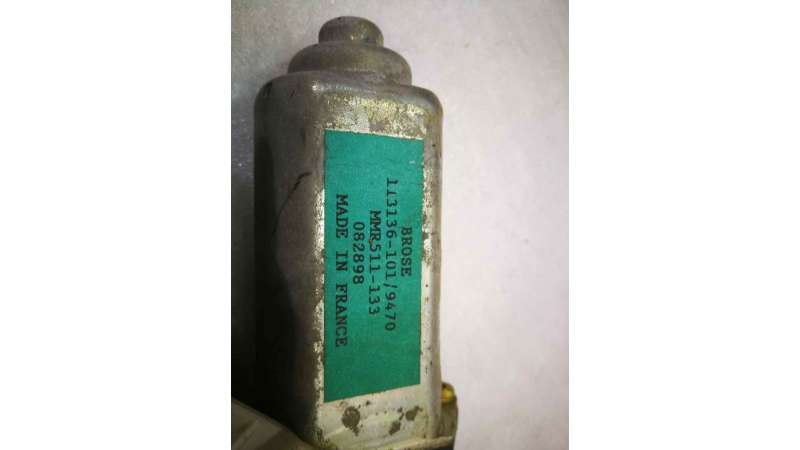 BROSE
113136-101/9470
MMR511-133
082898
MADE IN FRANCE